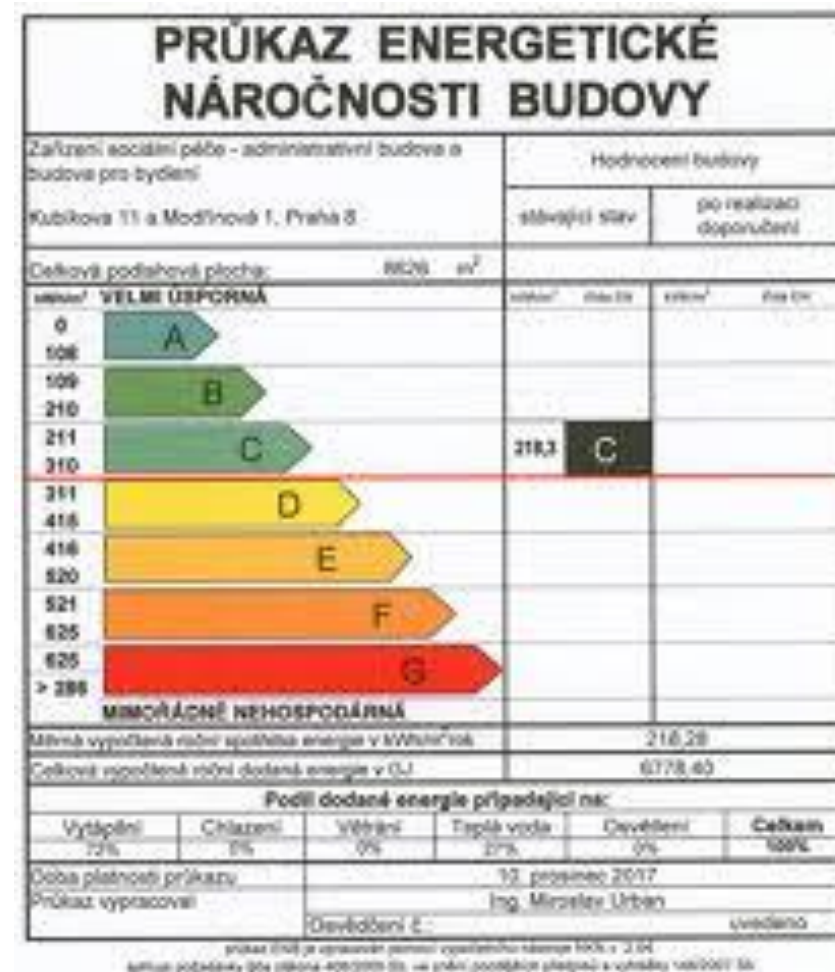 PRŮKAZ ENERGETICKÉ
NÁROČNOSTI BUDOVY
Zařízení sociální péče - administrativní budova a
budova pro bydlení
Kubíkova 11 a Modřínová 1, Praha 8
Hodnocení budovy
stávající stav
po realizaci
doporučení
Celková podlahová plocha: 8626 m²
VELMI ÚSPORNÁ
0
108
A
109
210
B
211
310
C
218,3 C
311
415
D
416
520
E
521
625
F
625
> 286
G
MIMOŘÁDNĚ NEHOSPODÁRNÁ
Měrná vypočtená roční spotřeba energie v kWh/m²rok 218,28
Celková vypočtená roční dodaná energie v GJ 6778,40
Podíl dodané energie připadající na:
Vytápění Chlazení Větrání Teplá voda Osvětlení Celkem
73% 0% 0% 27% 0% 100%
Doba platnosti průkazu 10. prosinec 2017
Průkaz vypracoval Ing. Miroslav Urban
Osvědčení č. uvedeno